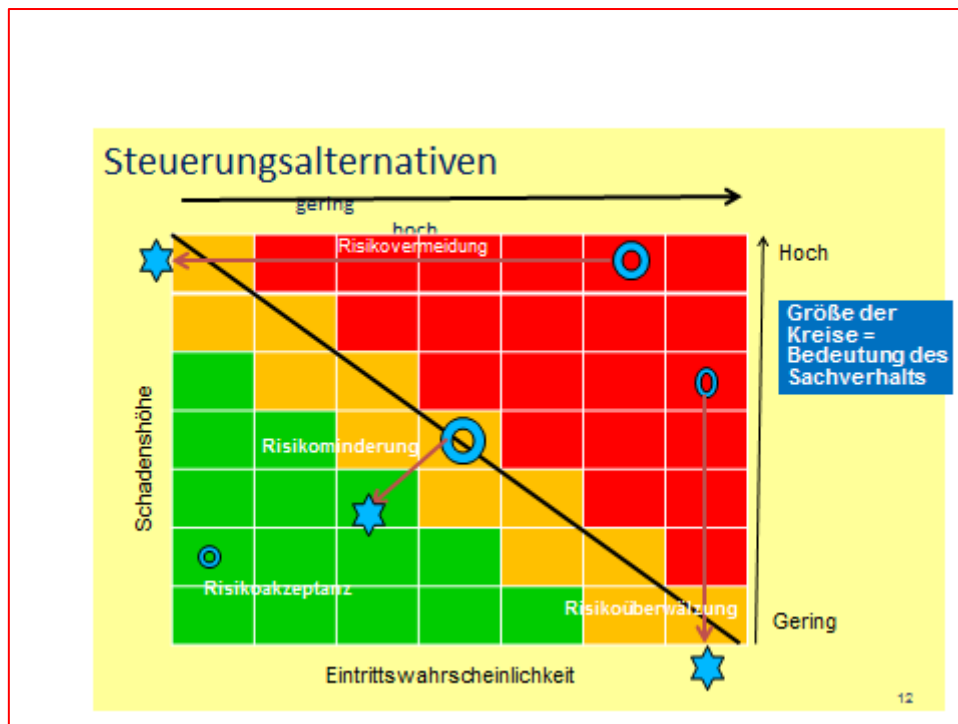 Steuerungsalternativen
gering
hoch
Risikovermeidung
Hoch
Größe der
Kreise =
Bedeutung des
Sachverhalts
Schadenshöhe
Risikominderung
Risikoakzeptanz
Risikoüberwälzung
Gering
Eintrittswahrscheinlichkeit
12